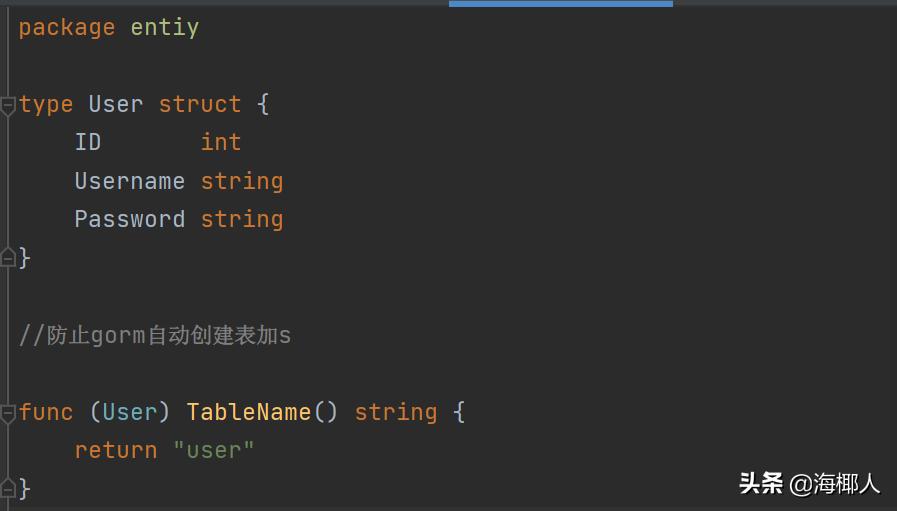 package entiy
type User struct {
ID       int
Username string
Password string
}
//防止gorm自动创建表加s
func (User) TableName() string {
return "user"
}
头条 @海椰人